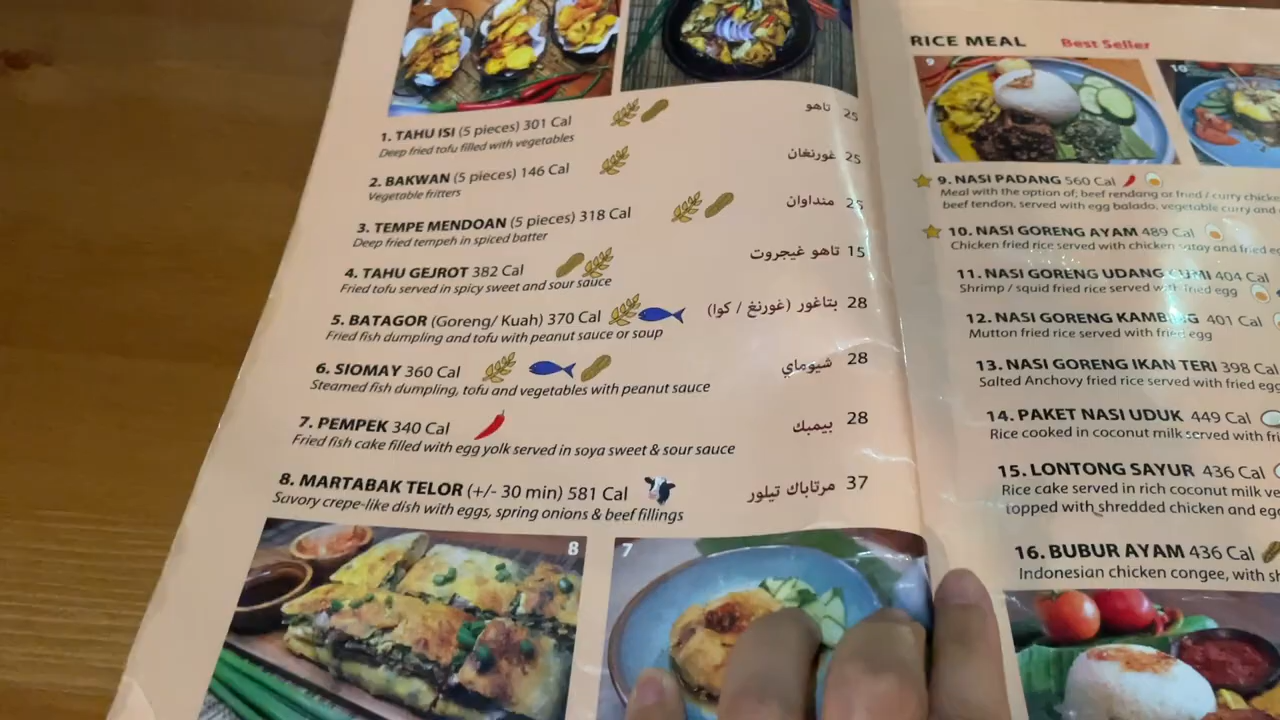 1. TAHU ISI (5 pieces) 301 Cal تاهو 25
Deep fried tofu filled with vegetables
2. BAKWAN (5 pieces) 146 Cal غورنغان 25
Vegetable fritters
3. TEMPE MENDOAN (5 pieces) 318 Cal منداوان 25
Deep fried tempeh in spiced batter
4. TAHU GEJROT 382 Cal تاهو غيجروت 15
Fried tofu served in spicy sweet and sour sauce
5. BATAGOR (Goreng/ Kuah) 370 Cal بتاغور (غورنغ / كوا) 28
Fried fish dumpling and tofu with peanut sauce or soup
6. SIOMAY 360 Cal شيوماي 28
Steamed fish dumpling, tofu and vegetables with peanut sauce
7. PEMPEK 340 Cal بيمبك 28
Fried fish cake filled with egg yolk served in soya sweet & sour sauce
8. MARTABAK TELOR (+/- 30 min) 581 Cal مرتاباك تيلور 37
Savory crepe-like dish with eggs, spring onions & beef fillings
8
7
RICE MEAL Best Seller
9
10
9. NASI PADANG 560 Cal
Meal with the option of; beef rendang or fried / curry chicke
beef tendon, served with egg balado, vegetable curry and
10. NASI GORENG AYAM 489 Cal
Chicken fried rice served with chicken satay and fried eg
11. NASI GORENG UDANG CUMI 404 Cal
Shrimp / squid fried rice served with fried egg
12. NASI GORENG KAMBING 401 Cal
Mutton fried rice served with fried egg
13. NASI GORENG IKAN TERI 398 Cal
Salted Anchovy fried rice served with fried egg
14. PAKET NASI UDUK 449 Cal
Rice cooked in coconut milk served with fri
15. LONTONG SAYUR 436 Cal
Rice cake served in rich coconut milk ve
topped with shredded chicken and eg
16. BUBUR AYAM 436 Cal
Indonesian chicken congee, with sh